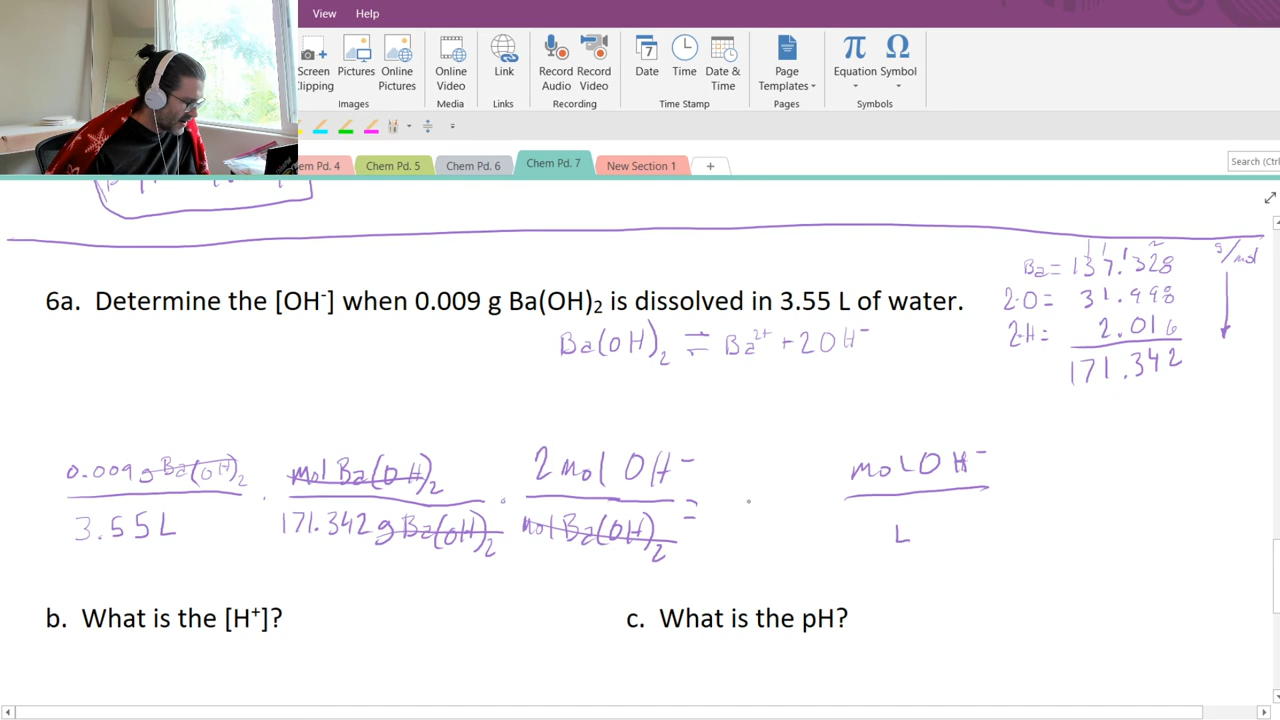 View Help
Screen Clipping
Pictures
Online Pictures
Images
Online Video
Media
Link
Links
Record Audio
Record Video
Recording
Date
Time
Date & Time
Time Stamp
Page Templates
Pages
Equation
Symbol
Symbols
em Pd. 4 Chem Pd. 5 Chem Pd. 6 Chem Pd. 7 New Section 1 +
Search (Ctrl
g/mol
Ba = 137.328
2·O = 31.998
2·H = 2.016
171.342
6a. Determine the [OH⁻] when 0.009 g Ba(OH)₂ is dissolved in 3.55 L of water.
Ba(OH)₂ ⇌ Ba²⁺ + 2OH⁻
0.009 g Ba(OH)₂ · mol Ba(OH)₂ · 2 mol OH⁻ = · mol OH⁻
3.55 L 171.342 g Ba(OH)₂ mol Ba(OH)₂ L
b. What is the [H⁺]? c. What is the pH?